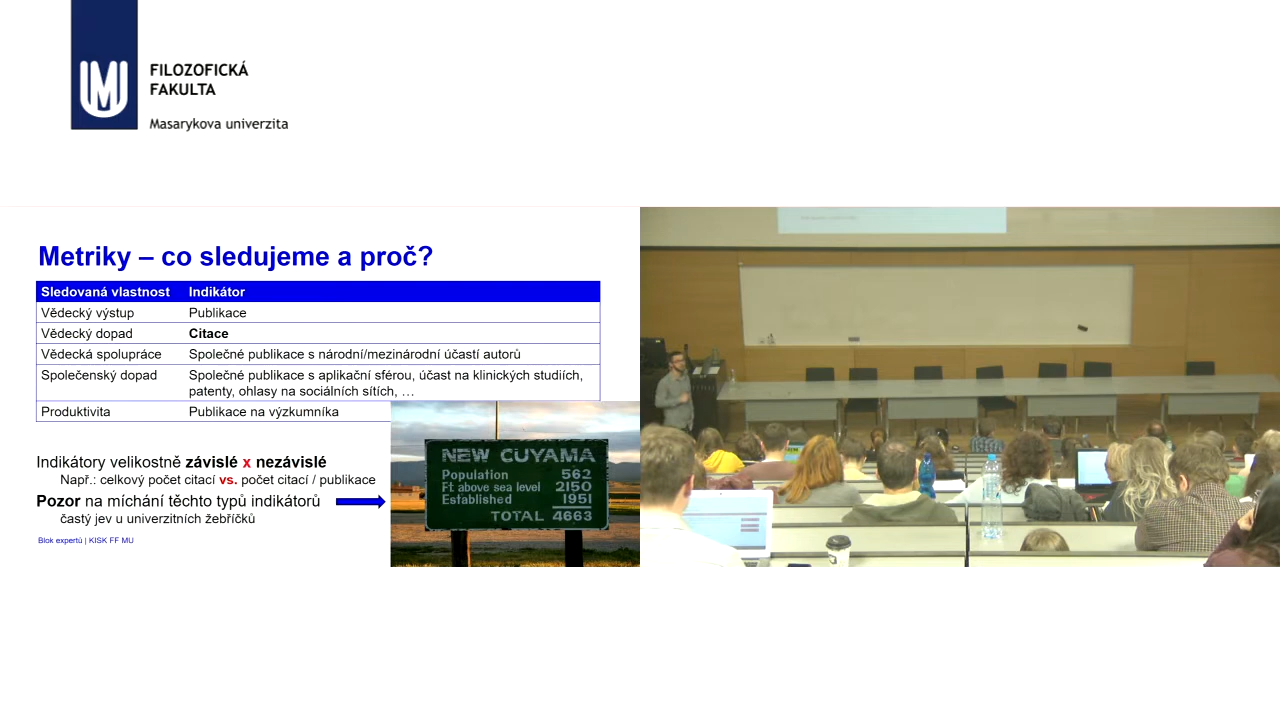 FILOZOFICKÁ
FAKULTA
Masarykova univerzita
Metriky – co sledujeme a proč?
Sledovaná vlastnost Indikátor
Vědecký výstup Publikace
Vědecký dopad Citace
Vědecká spolupráce Společné publikace s národní/mezinárodní účastí autorů
Společenský dopad Společné publikace s aplikační sférou, účast na klinických studiích,
patenty, ohlasy na sociálních sítích, …
Produktivita Publikace na výzkumníka
Indikátory velikostně závislé x nezávislé
Např.: celkový počet citací vs. počet citací / publikace
Pozor na míchání těchto typů indikátorů
častý jev u univerzitních žebříčků
Blok expertů | KISK FF MU
NEW CUYAMA
Population 562
Ft above sea level 2150
Established 1951
TOTAL 4663